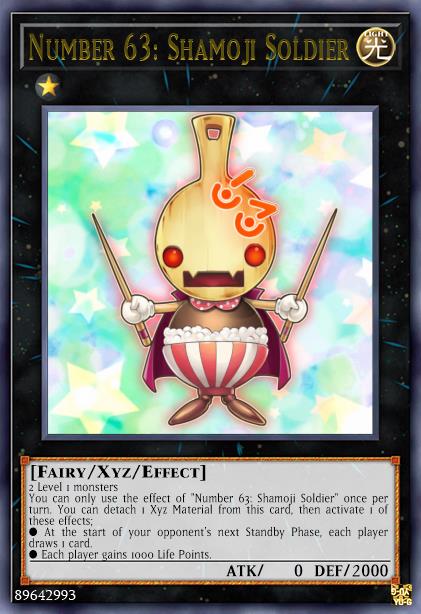 Number 63: Shamoji Soldier
LIGHT
光
63
[Fairy/Xyz/Effect]
2 Level 1 monsters
You can only use the effect of "Number 63: Shamoji Soldier" once per
turn. You can detach 1 Xyz Material from this card, then activate 1 of
these effects;
● At the start of your opponent's next Standby Phase, each player
draws 1 card.
● Each player gains 1000 Life Points.
ATK/ 0 DEF/2000
89642993